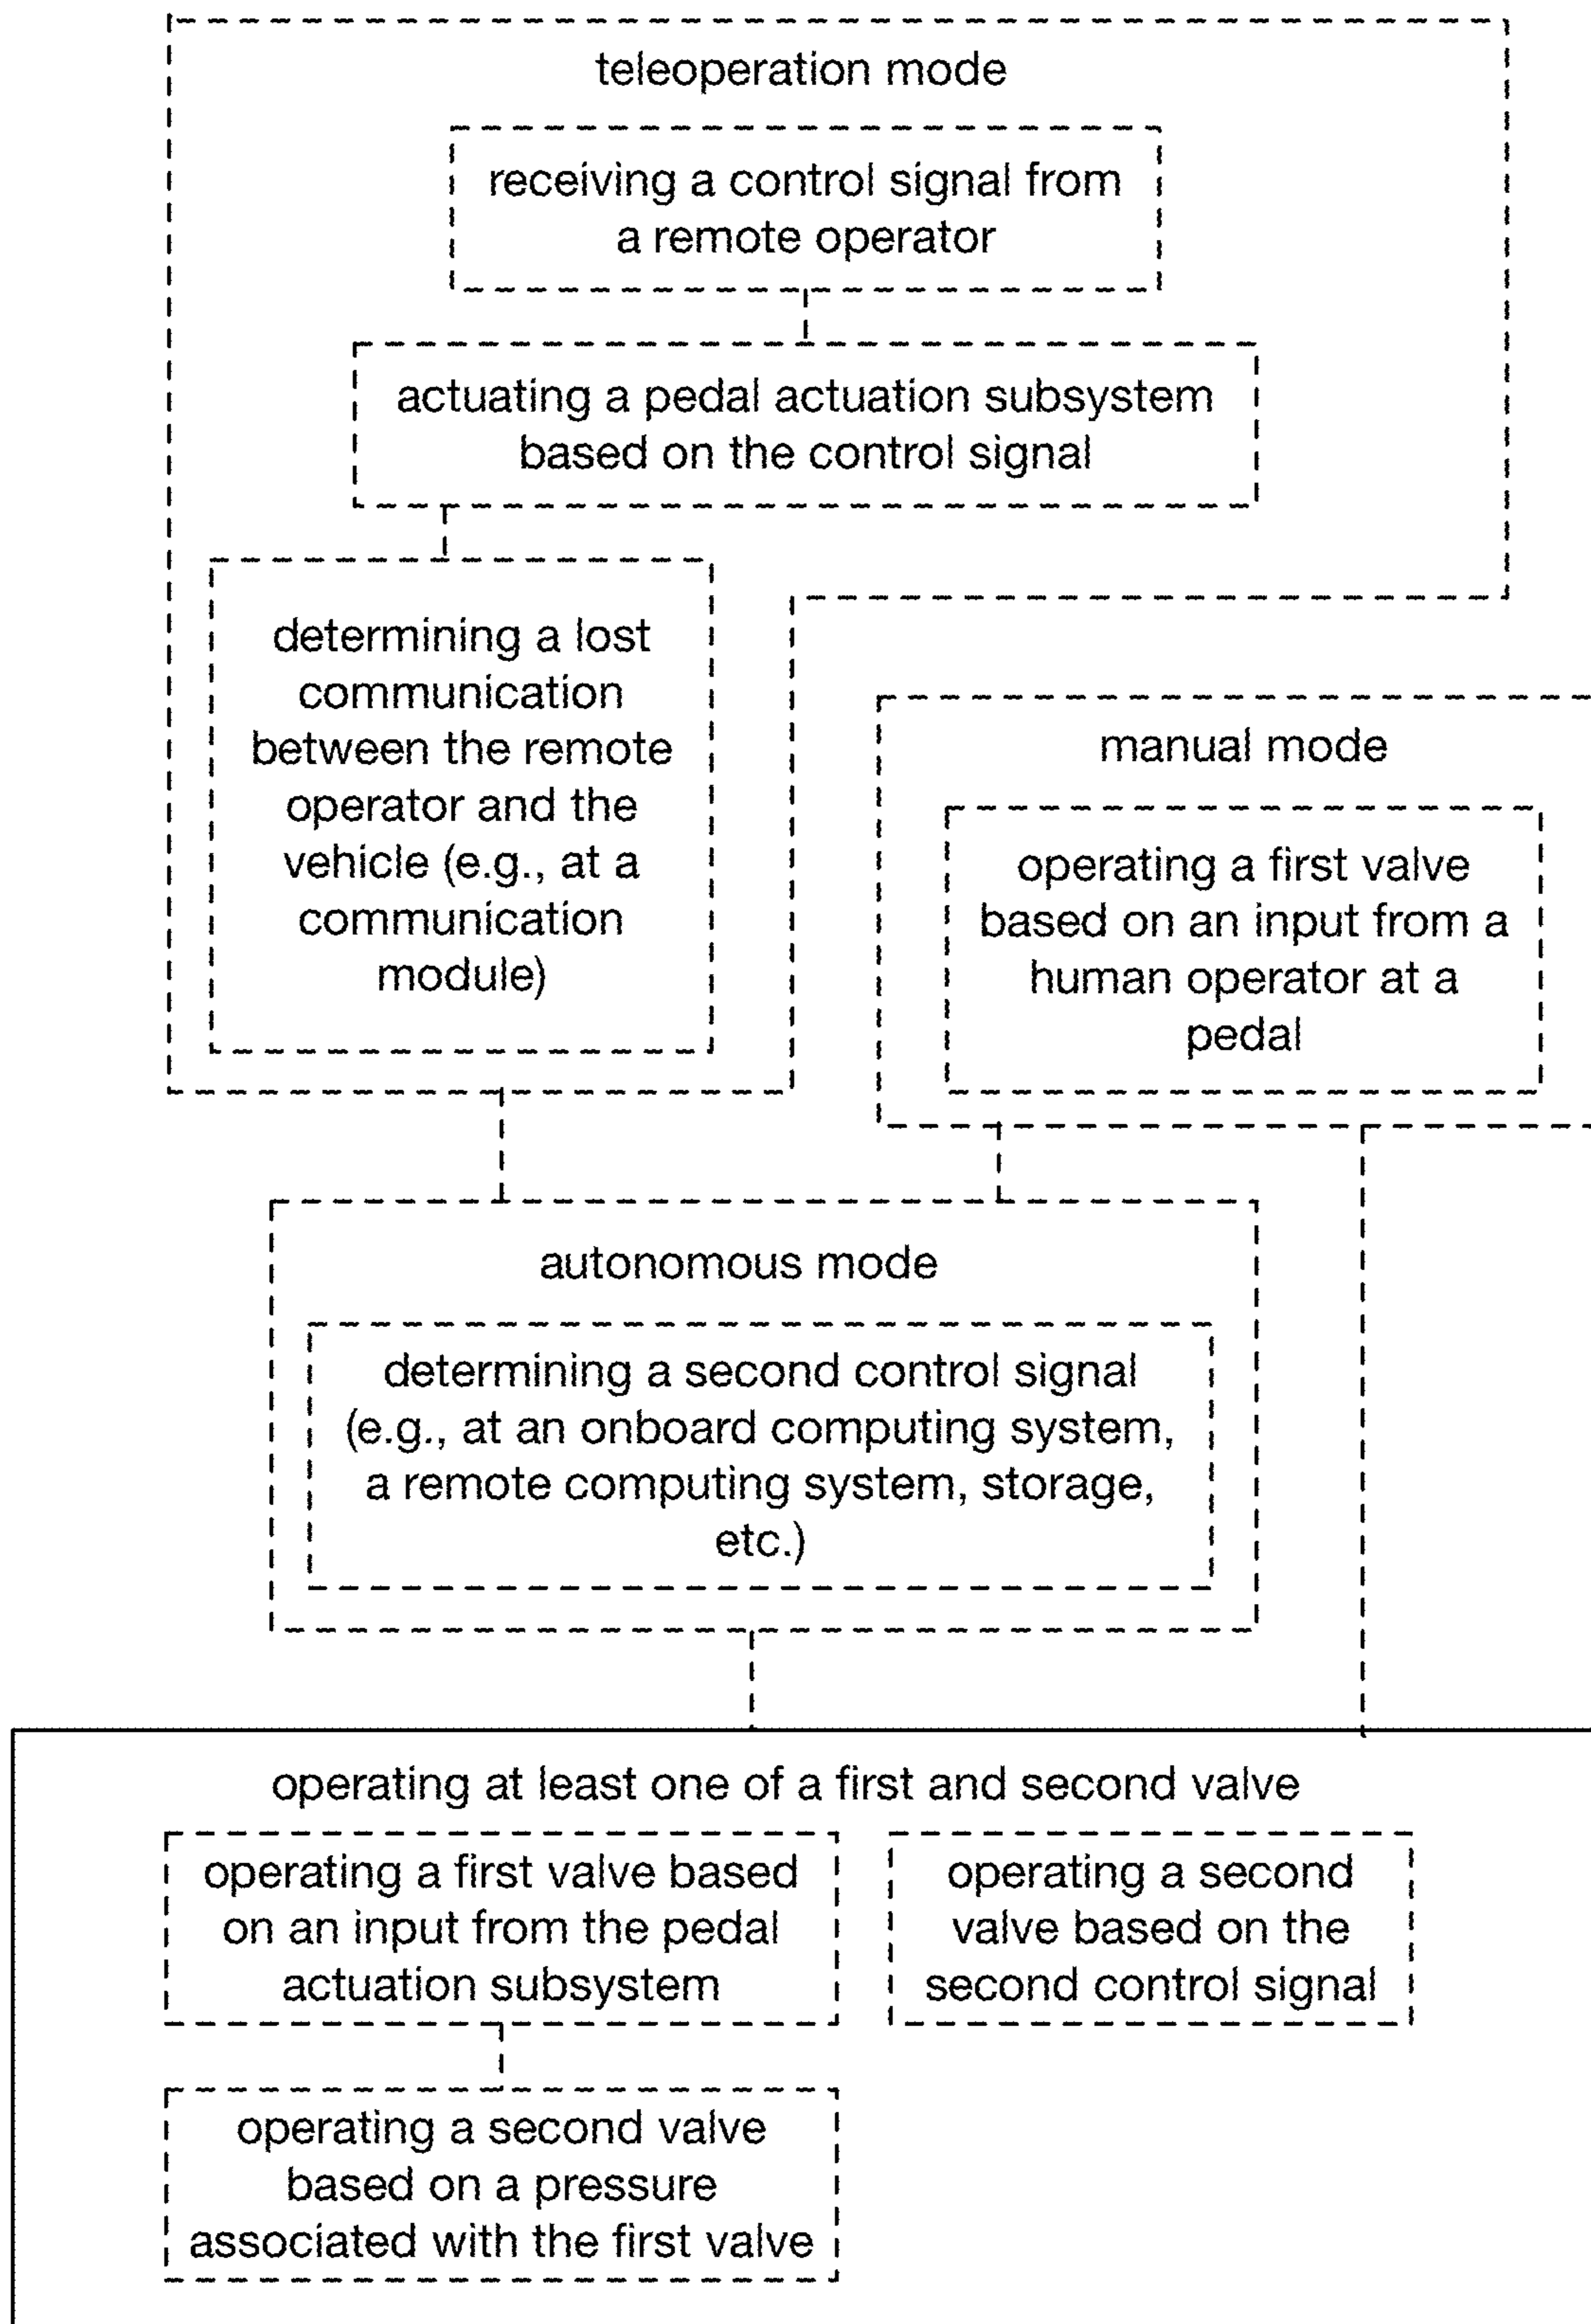 teleoperation mode
receiving a control signal from
a remote operator
actuating a pedal actuation subsystem
based on the control signal
determining a lost
communication
between the remote
operator and the
vehicle (e.g., at a
communication
module)
manual mode
operating a first valve
based on an input from a
human operator at a
pedal
autonomous mode
determining a second control signal
(e.g., at an onboard computing system,
a remote computing system, storage,
etc.)
operating at least one of a first and second valve
operating a first valve based
on an input from the pedal
actuation subsystem
operating a second
valve based on the
second control signal
operating a second valve
based on a pressure
associated with the first valve